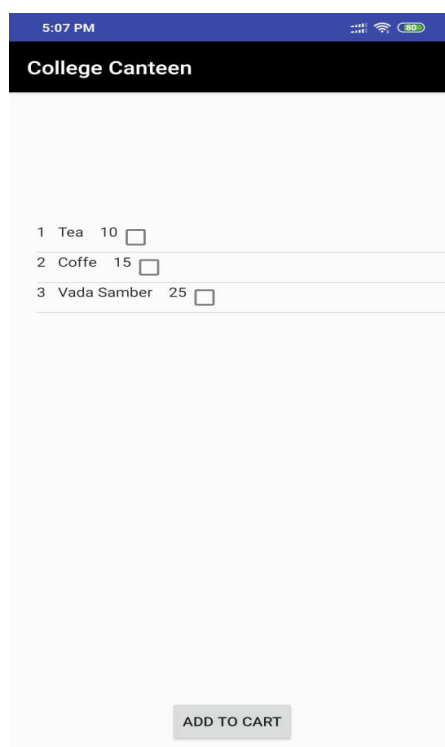 5:07 PM 80
College Canteen
1 Tea 10
2 Coffe 15
3 Vada Samber 25
ADD TO CART